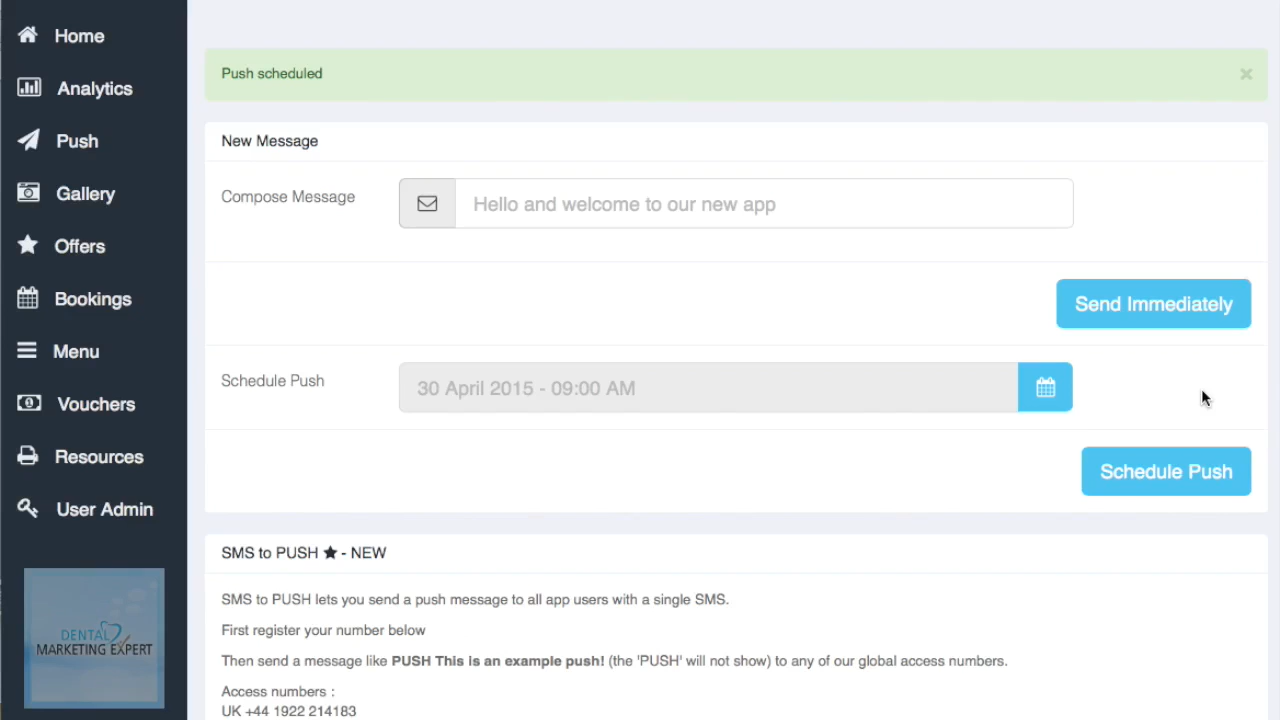 Home
Analytics
Push
Gallery
Offers
Bookings
Menu
Vouchers
Resources
User Admin
DENTAL
MARKETING EXPERT
Push scheduled
×
New Message
Compose Message
Hello and welcome to our new app
Send Immediately
Schedule Push
30 April 2015 - 09:00 AM
Schedule Push
SMS to PUSH ★ - NEW
SMS to PUSH lets you send a push message to all app users with a single SMS.
First register your number below
Then send a message like PUSH This is an example push! (the 'PUSH' will not show) to any of our global access numbers.
Access numbers :
UK +44 1922 214183